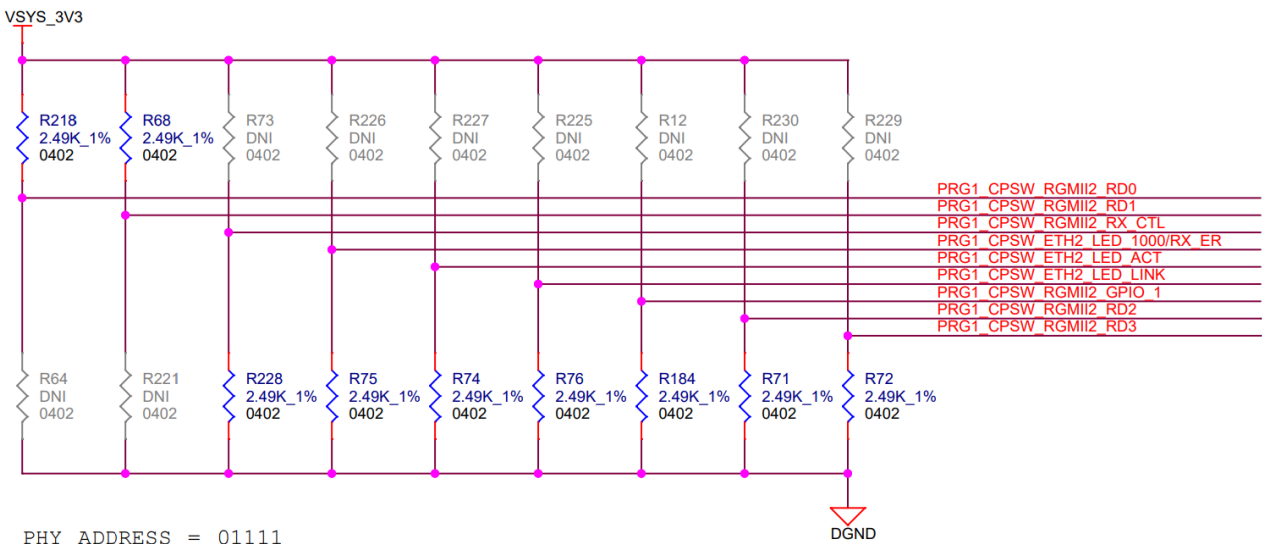 VSYS_3V3
R218
2.49K_1%
0402
R68
2.49K_1%
0402
R73
DNI
0402
R226
DNI
0402
R227
DNI
0402
R225
DNI
0402
R12
DNI
0402
R230
DNI
0402
R229
DNI
0402
PRG1_CPSW_RGMII2_RD0
PRG1_CPSW_RGMII2_RD1
PRG1_CPSW_RGMII2_RX_CTL
PRG1_CPSW_ETH2_LED_1000/RX_ER
PRG1_CPSW_ETH2_LED_ACT
PRG1_CPSW_ETH2_LED_LINK
PRG1_CPSW_RGMII2_GPIO_1
PRG1_CPSW_RGMII2_RD2
PRG1_CPSW_RGMII2_RD3
R64
DNI
0402
R221
DNI
0402
R228
2.49K_1%
0402
R75
2.49K_1%
0402
R74
2.49K_1%
0402
R76
2.49K_1%
0402
R184
2.49K_1%
0402
R71
2.49K_1%
0402
R72
2.49K_1%
0402
DGND
PHY ADDRESS = 01111